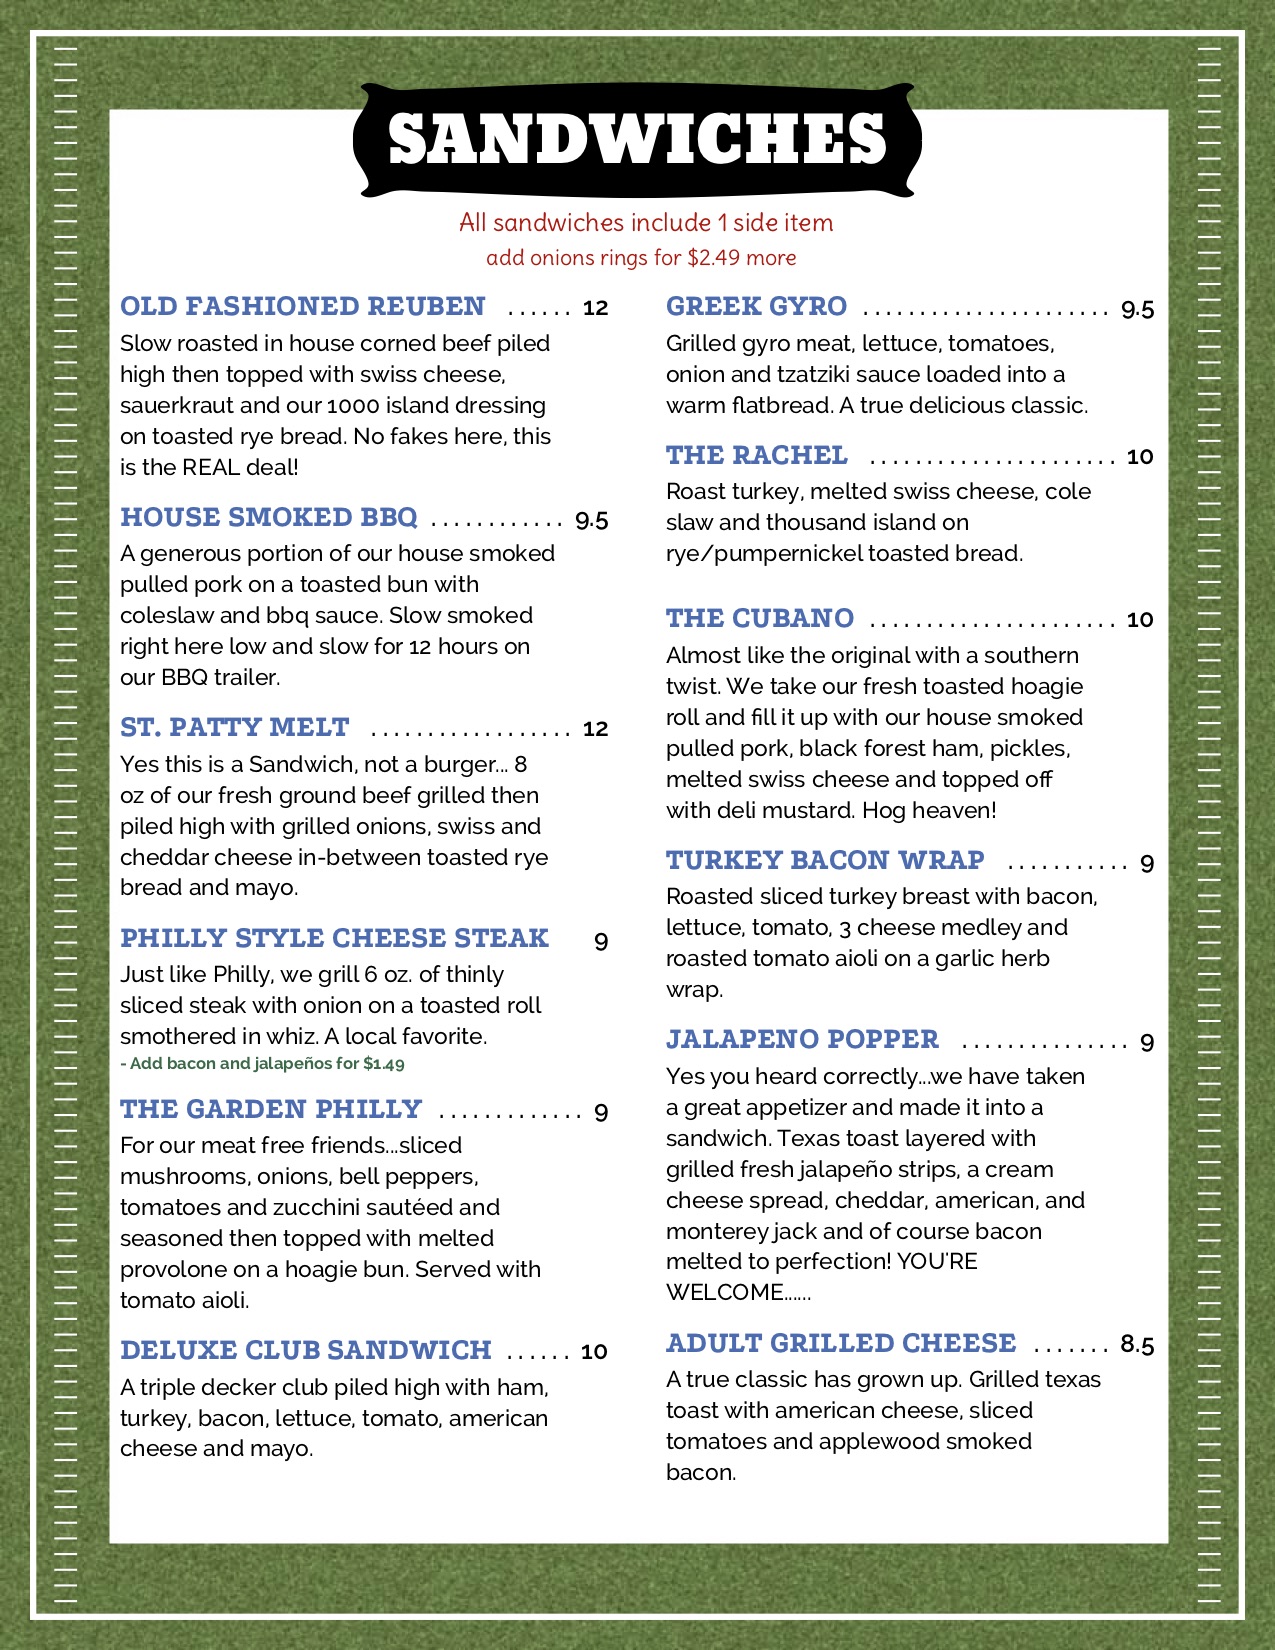 SANDWICHES
All sandwiches include 1 side item
add onions rings for $2.49 more
OLD FASHIONED REUBEN ...... 12
Slow roasted in house corned beef piled
high then topped with swiss cheese,
sauerkraut and our 1000 island dressing
on toasted rye bread. No fakes here, this
is the REAL deal!
HOUSE SMOKED BBQ ............ 9.5
A generous portion of our house smoked
pulled pork on a toasted bun with
coleslaw and bbq sauce. Slow smoked
right here low and slow for 12 hours on
our BBQ trailer.
ST. PATTY MELT .................. 12
Yes this is a Sandwich, not a burger... 8
oz of our fresh ground beef grilled then
piled high with grilled onions, swiss and
cheddar cheese in-between toasted rye
bread and mayo.
PHILLY STYLE CHEESE STEAK 9
Just like Philly, we grill 6 oz. of thinly
sliced steak with onion on a toasted roll
smothered in whiz. A local favorite.
- Add bacon and jalapeños for $1.49
THE GARDEN PHILLY ............. 9
For our meat free friends...sliced
mushrooms, onions, bell peppers,
tomatoes and zucchini sautéed and
seasoned then topped with melted
provolone on a hoagie bun. Served with
tomato aioli.
DELUXE CLUB SANDWICH ...... 10
A triple decker club piled high with ham,
turkey, bacon, lettuce, tomato, american
cheese and mayo.
GREEK GYRO ...................... 9.5
Grilled gyro meat, lettuce, tomatoes,
onion and tzatziki sauce loaded into a
warm flatbread. A true delicious classic.
THE RACHEL ...................... 10
Roast turkey, melted swiss cheese, cole
slaw and thousand island on
rye/pumpernickel toasted bread.
THE CUBANO ...................... 10
Almost like the original with a southern
twist. We take our fresh toasted hoagie
roll and fill it up with our house smoked
pulled pork, black forest ham, pickles,
melted swiss cheese and topped off
with deli mustard. Hog heaven!
TURKEY BACON WRAP ........... 9
Roasted sliced turkey breast with bacon,
lettuce, tomato, 3 cheese medley and
roasted tomato aioli on a garlic herb
wrap.
JALAPENO POPPER ............... 9
Yes you heard correctly...we have taken
a great appetizer and made it into a
sandwich. Texas toast layered with
grilled fresh jalapeño strips, a cream
cheese spread, cheddar, american, and
monterey jack and of course bacon
melted to perfection! YOU'RE
WELCOME......
ADULT GRILLED CHEESE ....... 8.5
A true classic has grown up. Grilled texas
toast with american cheese, sliced
tomatoes and applewood smoked
bacon.